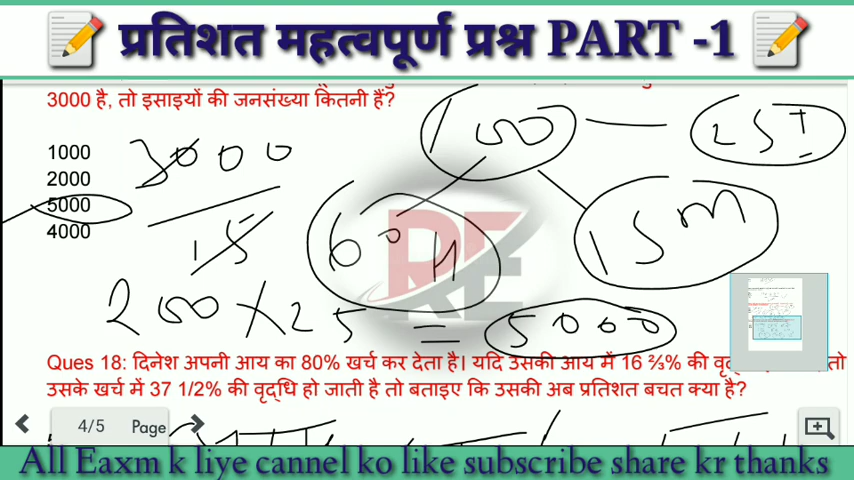 प्रतिशत महत्वपूर्ण प्रश्न PART -1
3000 है, तो इसाइयों की जनसंख्या कितनी हैं?
1000
2000
5000
4000
3000
15
100
25 I
60 H
15 M
200 X 25 = 5000
RE
Ques 18: दिनेश अपनी आय का 80% खर्च कर देता है। यदि उसकी आय में 16 ⅔% की तो
उसके खर्च में 37 1/2% की वृद्धि हो जाती है तो बताइए कि उसकी अब प्रतिशत बचत क्या है?
4/5 Page
All Eaxm k liye cannel ko like subscribe share kr thanks